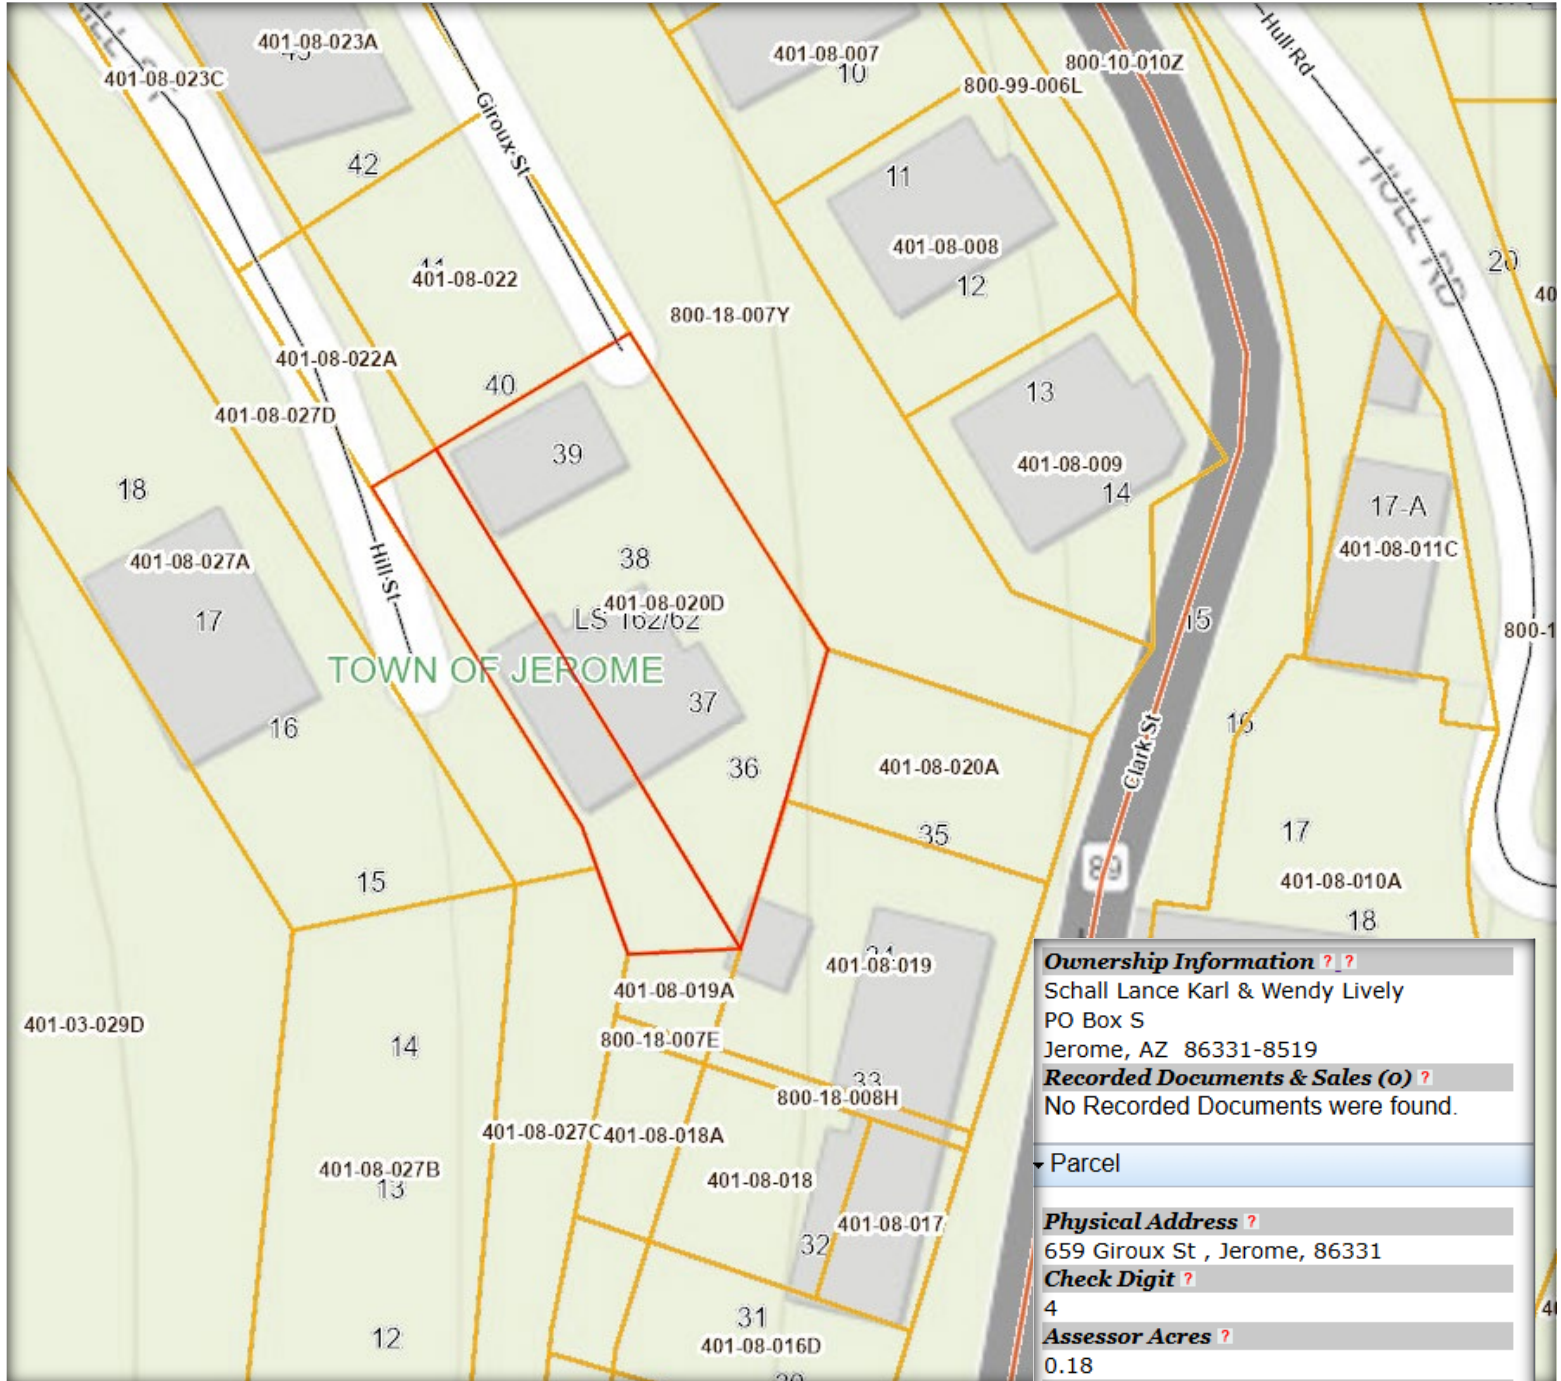 401-08-023A
401-08-007
10
800-10-010Z
Hull Rd
401-08-023C
800-99-006L
Giroux St
42
11
HULL RD
401-08-008
12
20
401-08-022
800-18-007Y
401-08-022A
40
13
401-08-027D
39
401-08-009
14
18
17-A
401-08-011C
Hill St
401-08-027A
17
38
401-08-020D
LS 162/62
15
800-1
TOWN OF JEROME
37
16
16
36
401-08-020A
Clark St
35
17
89
15
401-08-010A
18
34
401-08-019
401-08-019A
401-03-029D
14
800-18-007E
33
800-18-008H
401-08-027C
401-08-018A
401-08-027B
13
401-08-018
401-08-017
32
31
12
401-08-016D
Ownership Information ? ?
Schall Lance Karl & Wendy Lively
PO Box S
Jerome, AZ 86331-8519
Recorded Documents & Sales (0) ?
No Recorded Documents were found.
Parcel
Physical Address ?
659 Giroux St , Jerome, 86331
Check Digit ?
4
Assessor Acres ?
0.18